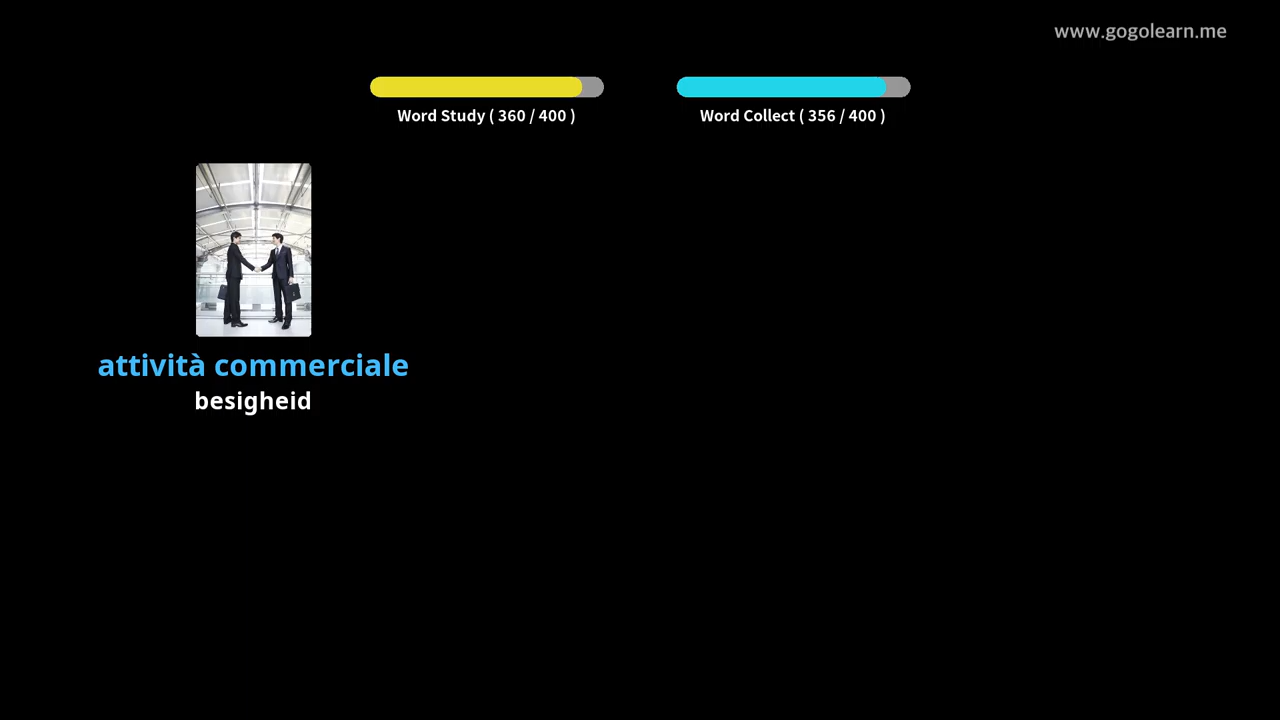 www.gogolearn.me
Word Study ( 360 / 400 )
Word Collect ( 356 / 400 )
attività commerciale
besigheid